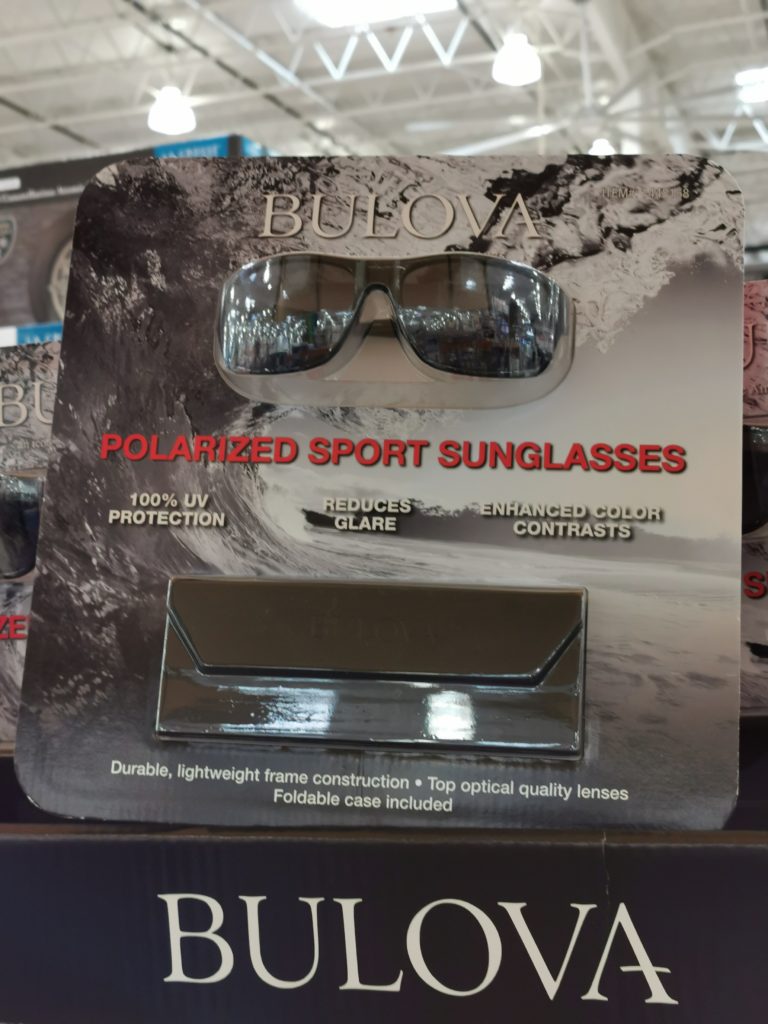 BULOVA
POLARIZED SPORT SUNGLASSES
100% UV
PROTECTION
REDUCES
GLARE
ENHANCED COLOR
CONTRASTS
Durable, lightweight frame construction • Top optical quality lenses
Foldable case included
BULOVA